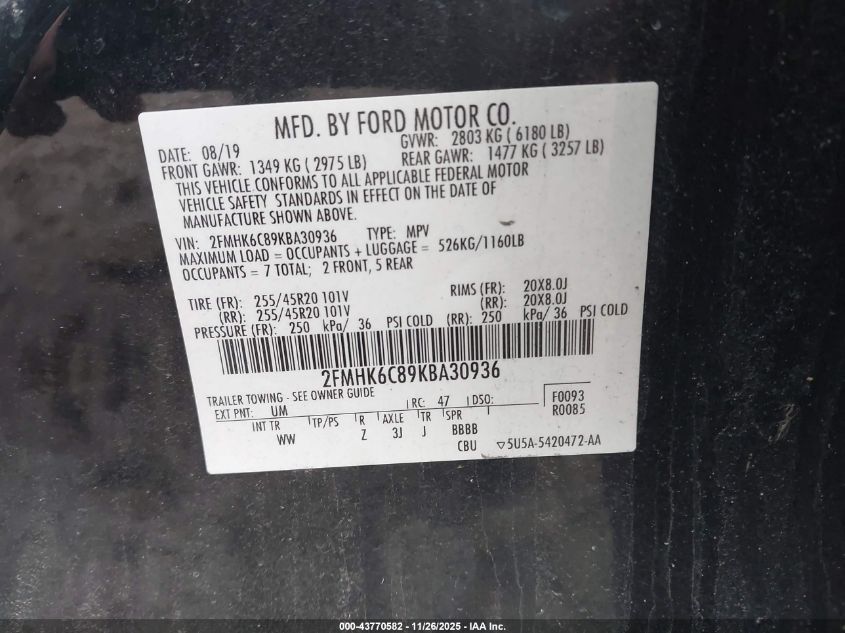 MFD. BY FORD MOTOR CO.
DATE: 08/19 GVWR: 2803 KG ( 6180 LB)
FRONT GAWR: 1349 KG ( 2975 LB) REAR GAWR: 1477 KG ( 3257 LB)
THIS VEHICLE CONFORMS TO ALL APPLICABLE FEDERAL MOTOR
VEHICLE SAFETY STANDARDS IN EFFECT ON THE DATE OF
MANUFACTURE SHOWN ABOVE.
VIN: 2FMHK6C89KBA30936 TYPE: MPV
MAXIMUM LOAD = OCCUPANTS + LUGGAGE = 526KG/1160LB
OCCUPANTS = 7 TOTAL; 2 FRONT, 5 REAR
TIRE (FR): 255/45R20 101V RIMS (FR): 20X8.0J
(RR): 255/45R20 101V (RR): 20X8.0J
PRESSURE (FR): 250 kPa/ 36 PSI COLD (RR): 250 kPa/ 36 PSI COLD
2FMHK6C89KBA30936
TRAILER TOWING - SEE OWNER GUIDE
EXT PNT: UM RC: 47 DSO: F0093
R0085
INT TR TP/PS R AXLE TR SPR
WW Z 3J J BBBB
CBU ▽5U5A-5420472-AA
000-43770582 - 11/26/2025 - IAA Inc.